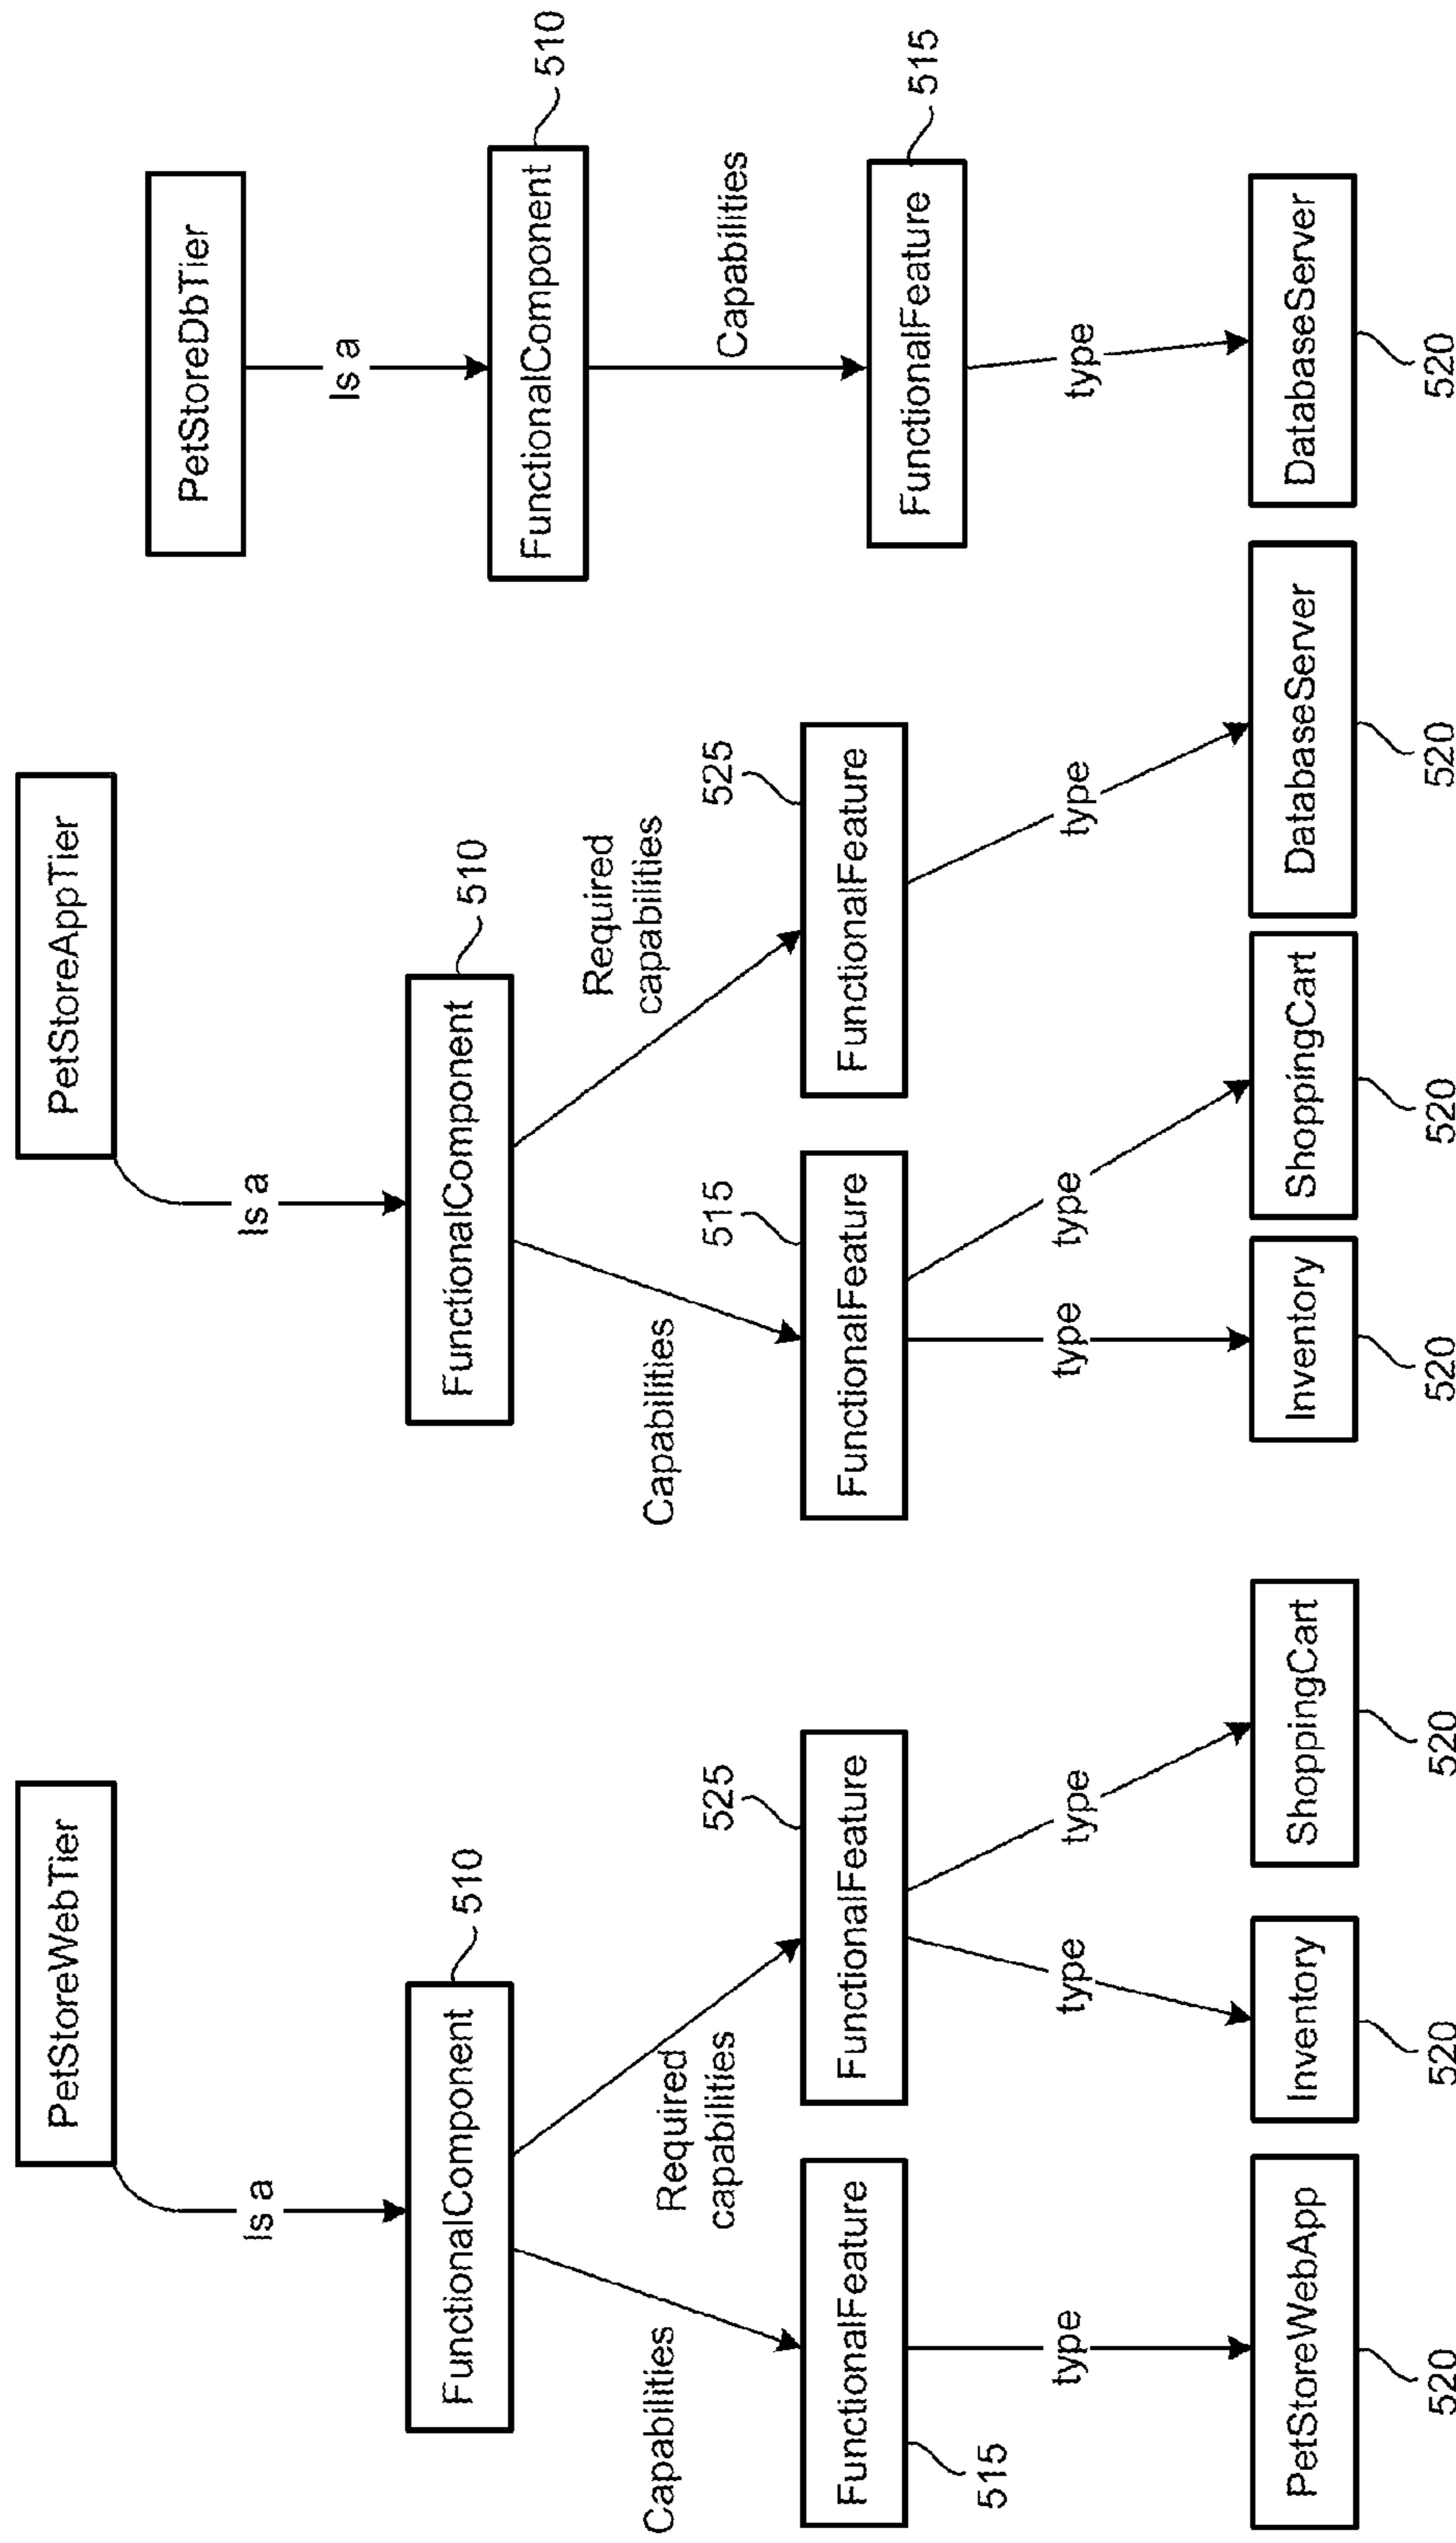 PetStoreWebTier
Is a
FunctionalComponent
510
Capabilities
Required
capabilities
FunctionalFeature
515
FunctionalFeature
525
type
type
type
PetStoreWebApp
520
Inventory
520
ShoppingCart
520
PetStoreAppTier
Is a
FunctionalComponent
510
Capabilities
Required
capabilities
FunctionalFeature
515
FunctionalFeature
525
type
type
type
Inventory
520
ShoppingCart
520
DatabaseServer
520
PetStoreDbTier
Is a
FunctionalComponent
510
Capabilities
FunctionalFeature
515
type
DatabaseServer
520